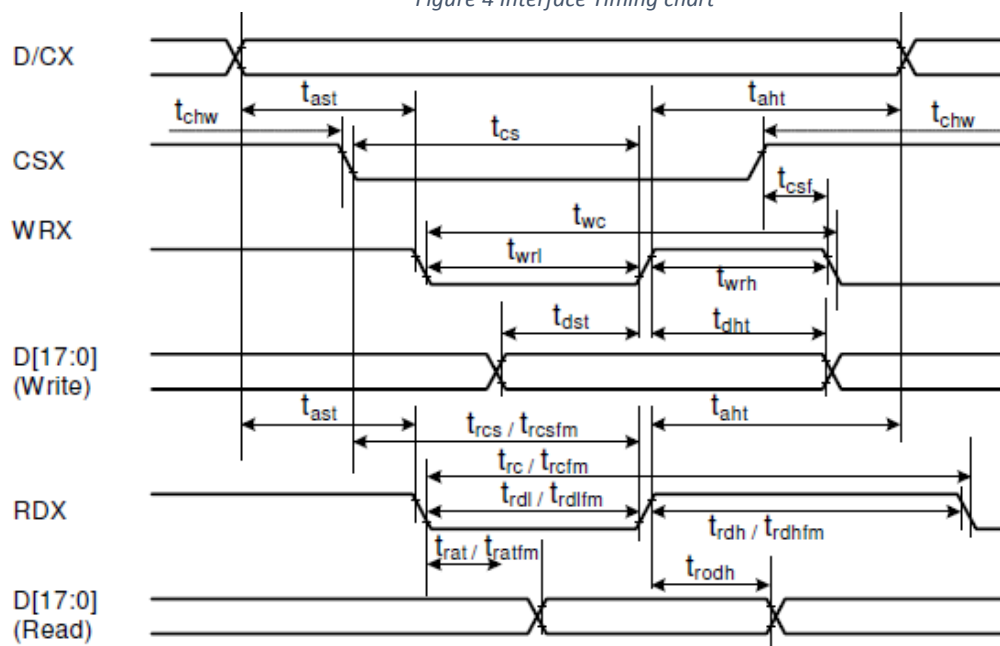 Figure 4 Interface Timing chart
D/CX
tast
taht
tchw
tcs
tchw
CSX
tcsf
WRX
twc
twrl
twrh
tdst
tdht
D[17:0]
(Write)
tast
taht
trcs / trcsfm
trc / trcfm
trdl / trdlfm
RDX
trdh / trdhfm
trat / tratfm
trodh
D[17:0]
(Read)